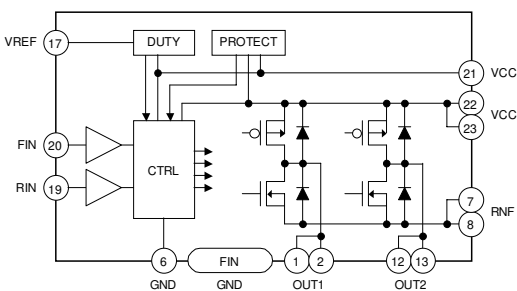 DUTY PROTECT
VREF 17
21 VCC
22 VCC
23
FIN 20
CTRL
RIN 19
7 RNF
8
6 FIN 1 2 12 13
GND GND OUT1 OUT2